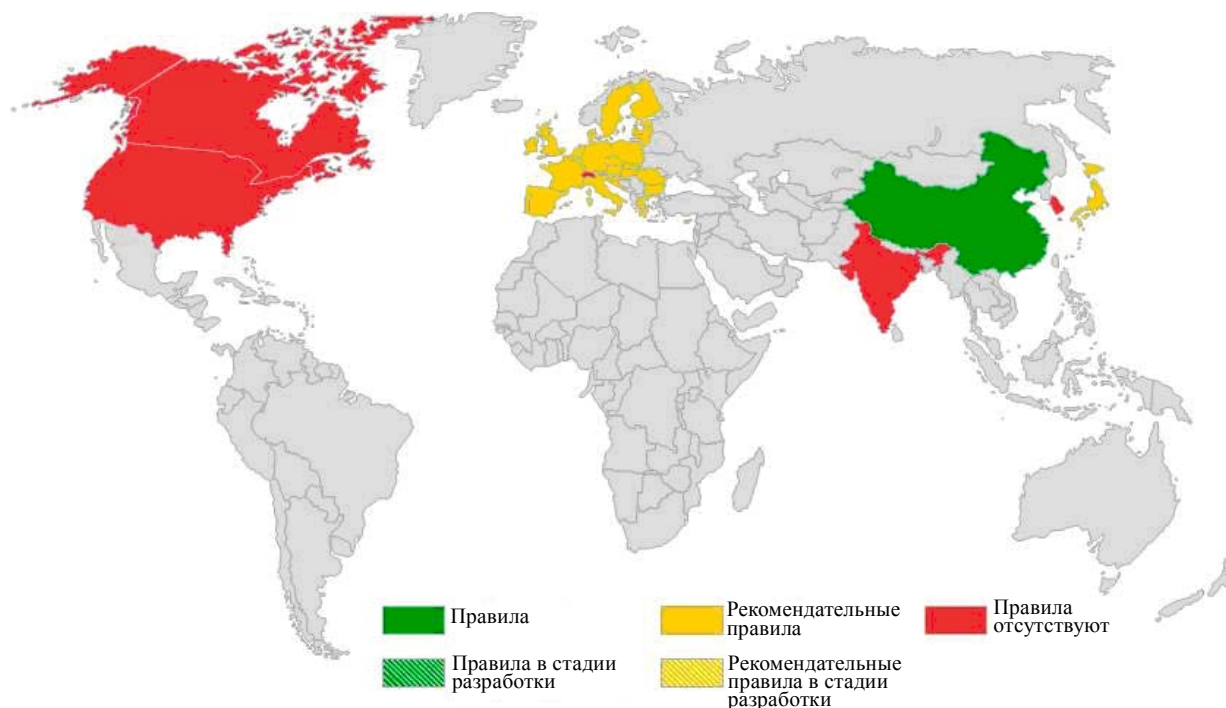 Правила
Рекомендательные
правила
Правила
отсутствуют
Правила в стадии
разработки
Рекомендательные
правила в стадии
разработки